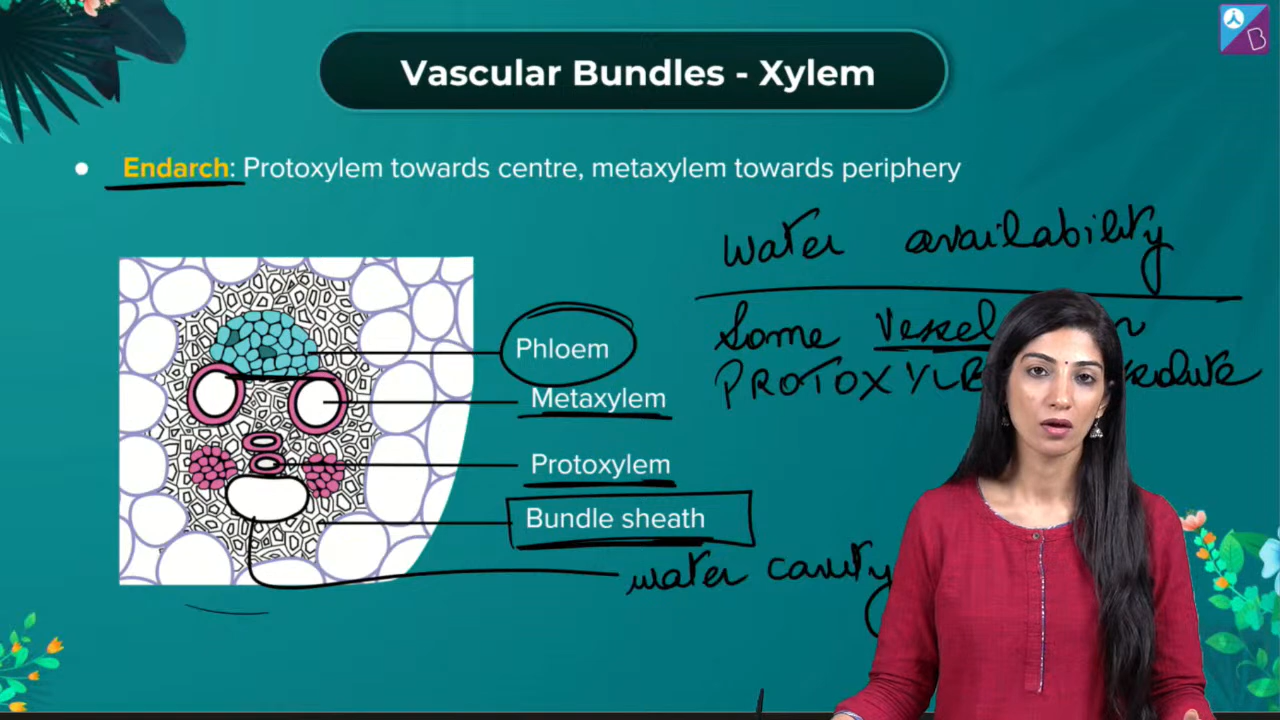 Vascular Bundles - Xylem
● Endarch: Protoxylem towards centre, metaxylem towards periphery
water availability
Some Vessel
PROTOXYLE
Phloem
Metaxylem
Protoxylem
Bundle sheath
water cavity
B